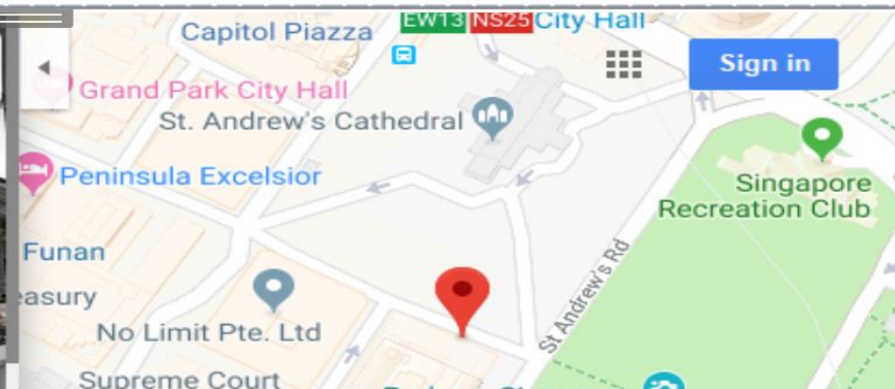 EW13 NS25 City Hall
Capitol Piazza
Sign in
Grand Park City Hall
St. Andrew's Cathedral
Peninsula Excelsior
Singapore
Recreation Club
Funan
easury
St Andrew's Rd
No Limit Pte. Ltd
Supreme Court